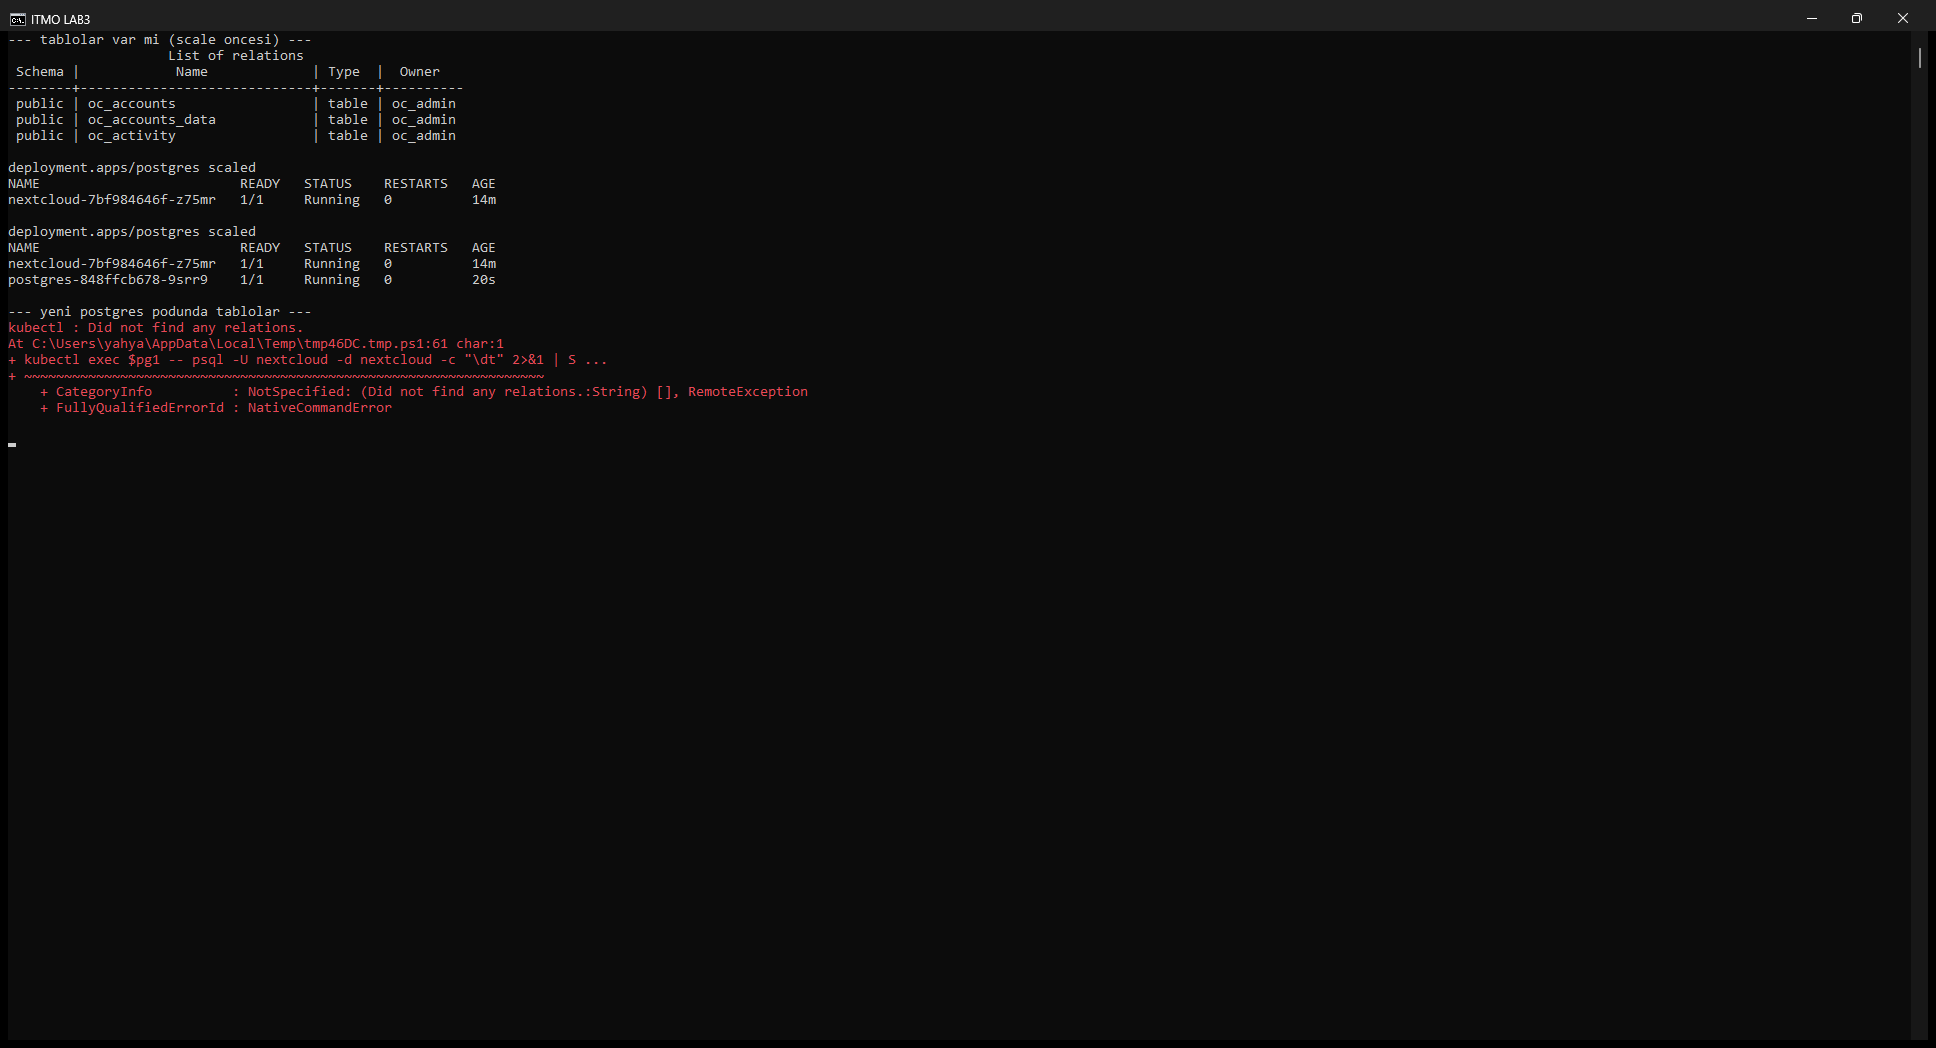 ITMO LAB3
--- tablolar var mi (scale oncesi) ---
                    List of relations
 Schema |            Name             | Type  |  Owner
--------+-----------------------------+-------+----------
 public | oc_accounts                 | table | oc_admin
 public | oc_accounts_data            | table | oc_admin
 public | oc_activity                 | table | oc_admin
deployment.apps/postgres scaled
NAME                         READY   STATUS    RESTARTS   AGE
nextcloud-7bf984646f-z75mr   1/1     Running   0          14m
deployment.apps/postgres scaled
NAME                         READY   STATUS    RESTARTS   AGE
nextcloud-7bf984646f-z75mr   1/1     Running   0          14m
postgres-848ffcb678-9srr9    1/1     Running   0          20s
--- yeni postgres podunda tablolar ---
kubectl : Did not find any relations.
At C:\Users\yahya\AppData\Local\Temp\tmp46DC.tmp.ps1:61 char:1
+ kubectl exec $pg1 -- psql -U nextcloud -d nextcloud -c "\dt" 2>&1 | S ...
+ ~~~~~~~~~~~~~~~~~~~~~~~~~~~~~~~~~~~~~~~~~~~~~~~~~~~~~~~~~~~~~~~~~
    + CategoryInfo          : NotSpecified: (Did not find any relations.:String) [], RemoteException
    + FullyQualifiedErrorId : NativeCommandError